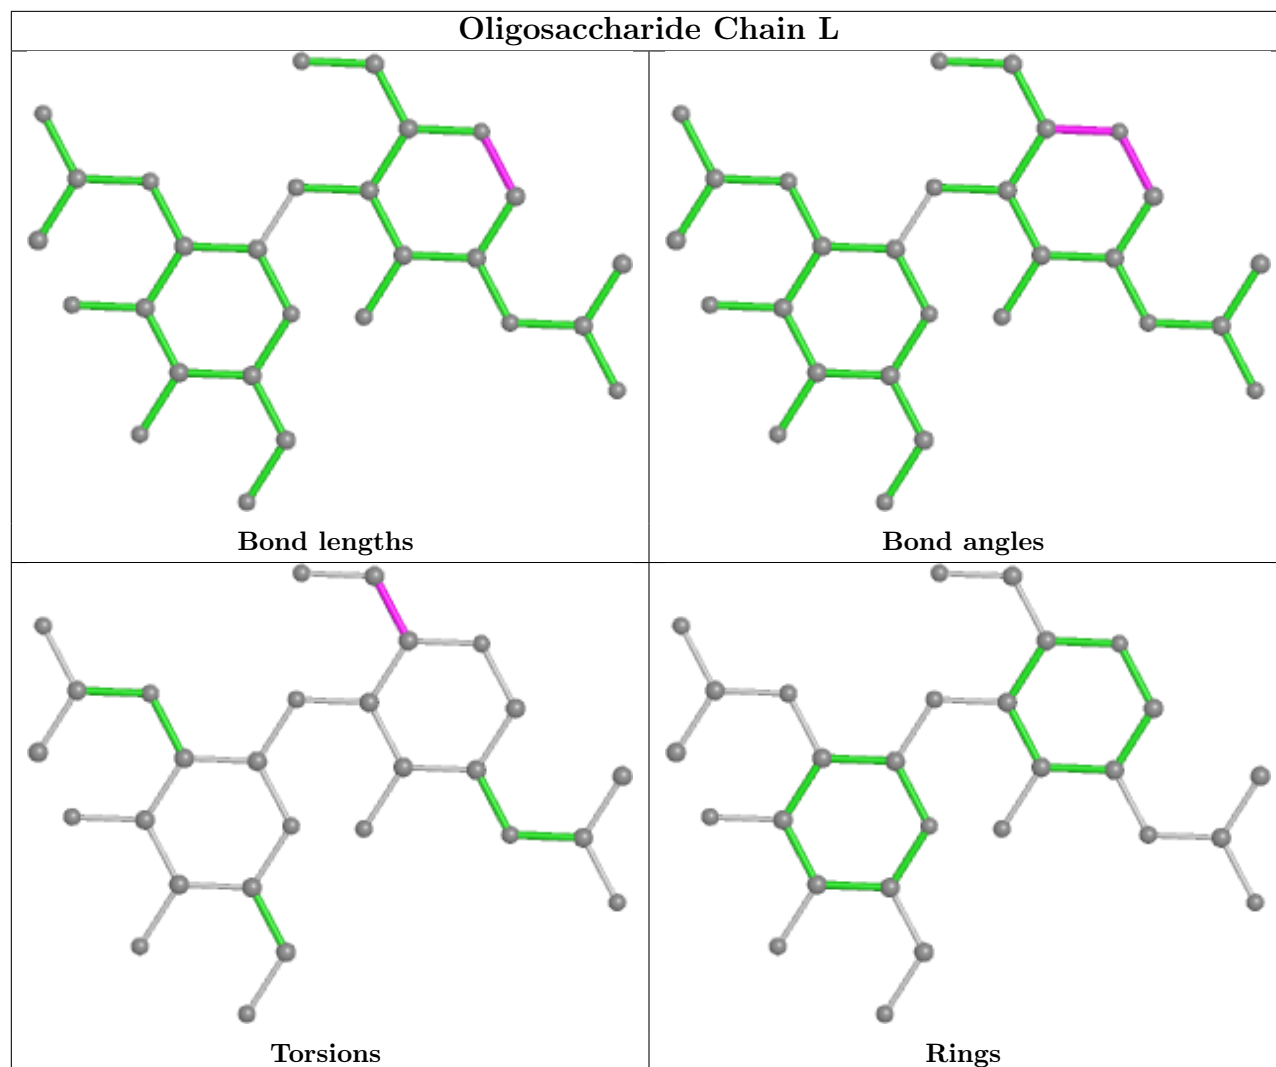 Oligosaccharide Chain L
Bond lengths
Bond angles
Torsions
Rings